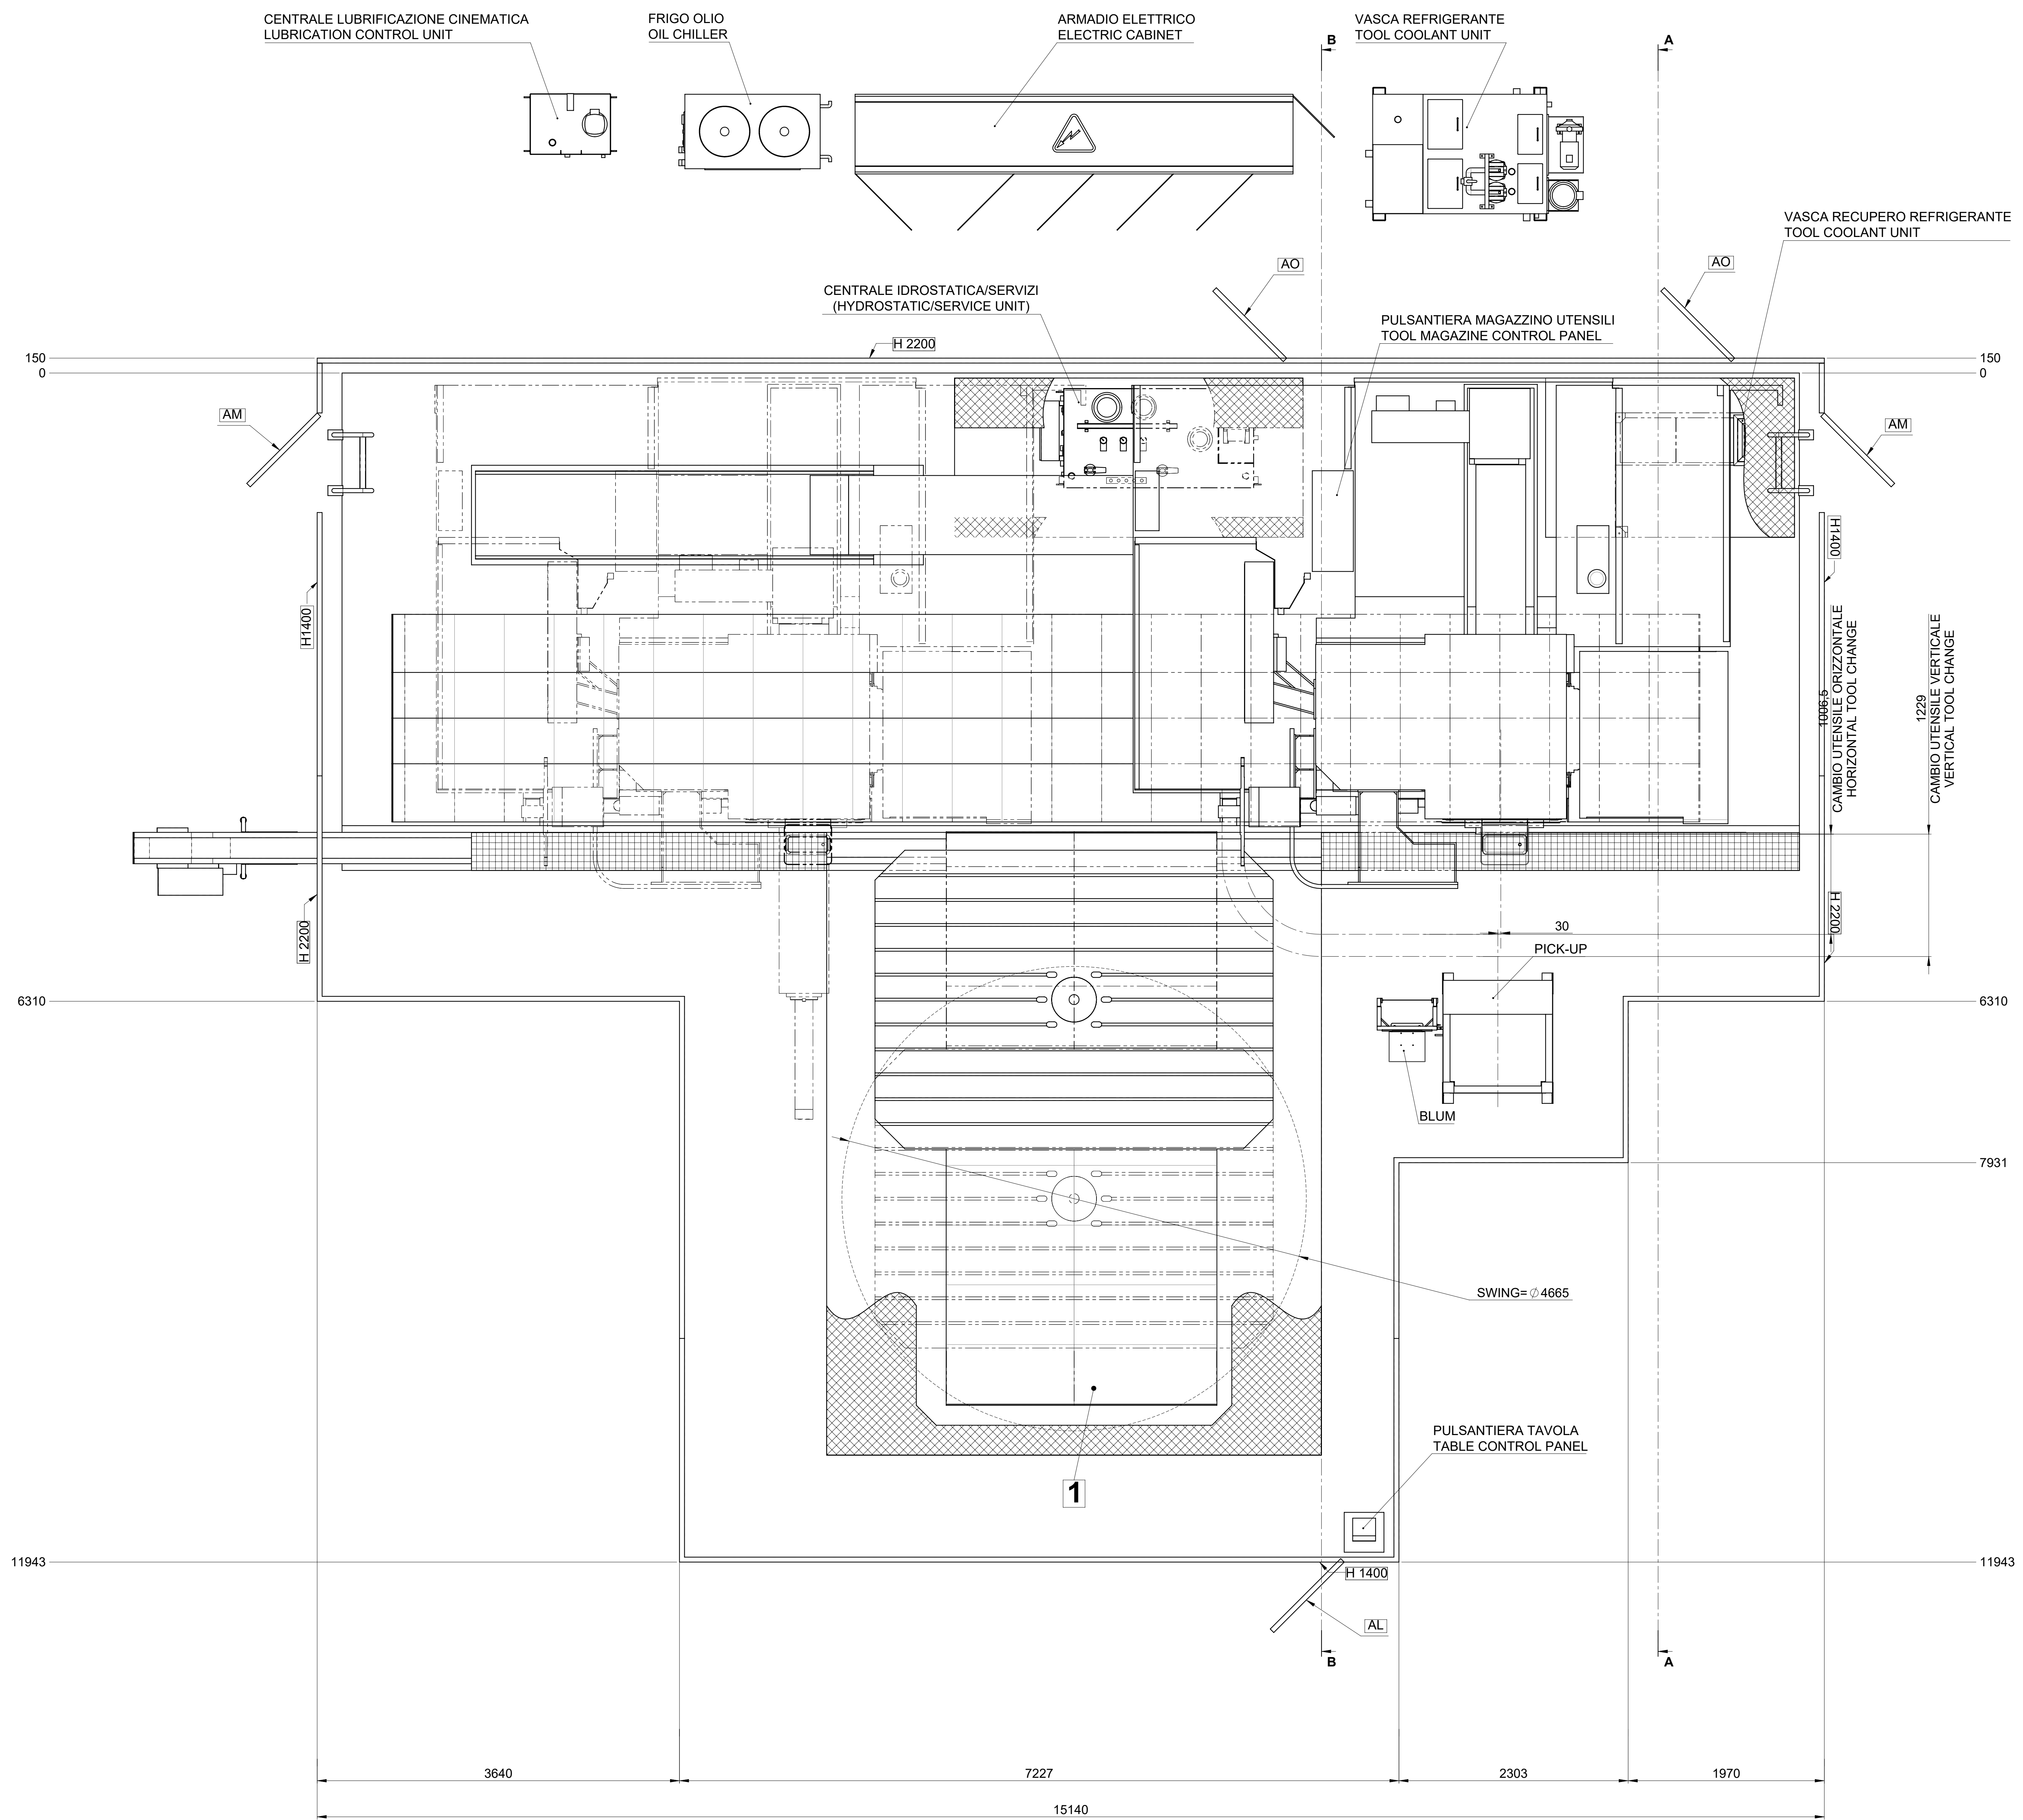 CENTRALE LUBRIFICAZIONE CINEMATICA
LUBRICATION CONTROL UNIT
FRIGO OLIO
OIL CHILLER
ARMADIO ELETTRICO
ELECTRIC CABINET
VASCA REFRIGERANTE
TOOL COOLANT UNIT
B
A
VASCA RECUPERO REFRIGERANTE
TOOL COOLANT UNIT
AO
AO
CENTRALE IDROSTATICA/SERVIZI
(HYDROSTATIC/SERVICE UNIT)
PULSANTIERA MAGAZZINO UTENSILI
TOOL MAGAZINE CONTROL PANEL
H 2200
150
0
150
0
AM
AM
H1400
H1400
1006,5
CAMBIO UTENSILE ORIZZONTALE
HORIZONTAL TOOL CHANGE
1229
CAMBIO UTENSILE VERTICALE
VERTICAL TOOL CHANGE
H 2200
H 2200
30
PICK-UP
6310
6310
BLUM
7931
SWING= ∅4665
PULSANTIERA TAVOLA
TABLE CONTROL PANEL
1
11943
11943
H 1400
AL
B
A
3640
7227
2303
1970
15140